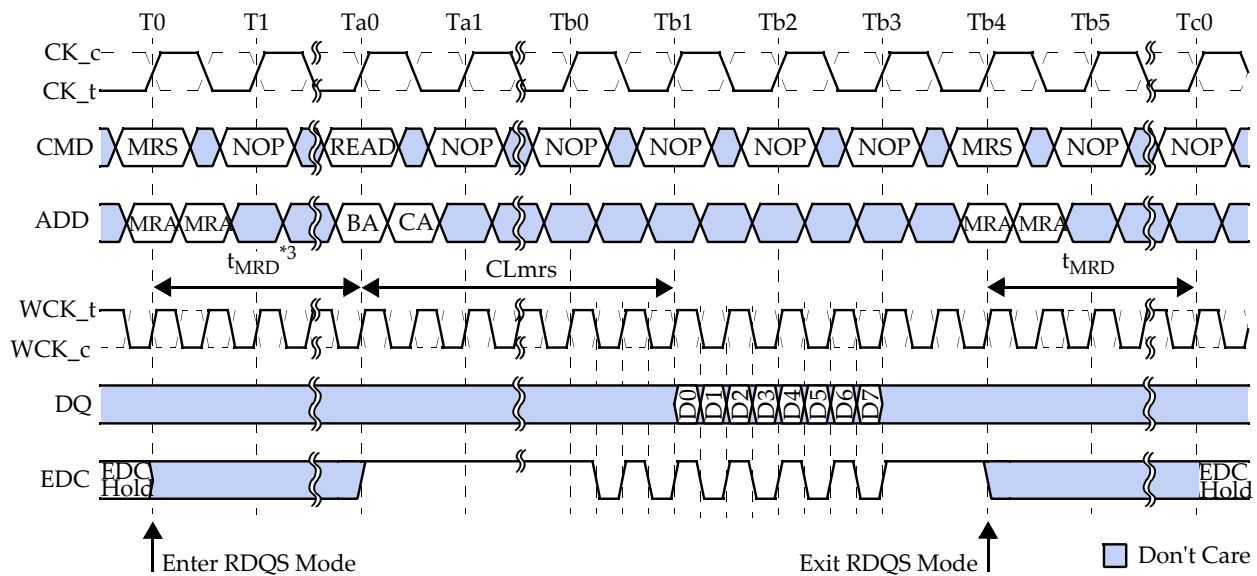 T0 T1 Ta0 Ta1 Tb0 Tb1 Tb2 Tb3 Tb4 Tb5 Tc0
CK_c
CK_t
CMD MRS NOP READ NOP NOP NOP NOP NOP MRS NOP NOP
ADD MRA MRA BA CA MRA MRA
tMRD*3 CLmrs tMRD
WCK_t
WCK_c
DQ D0 D1 D2 D3 D4 D5 D6 D7
EDC EDC Hold EDC Hold
Enter RDQS Mode Exit RDQS Mode Don't Care